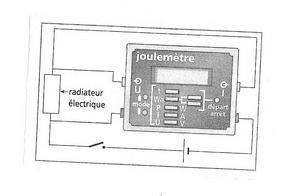 joulemètre
U
I
mode
t
W
P
I
U
W
A
V
départ
arrêt
radiateur
électrique